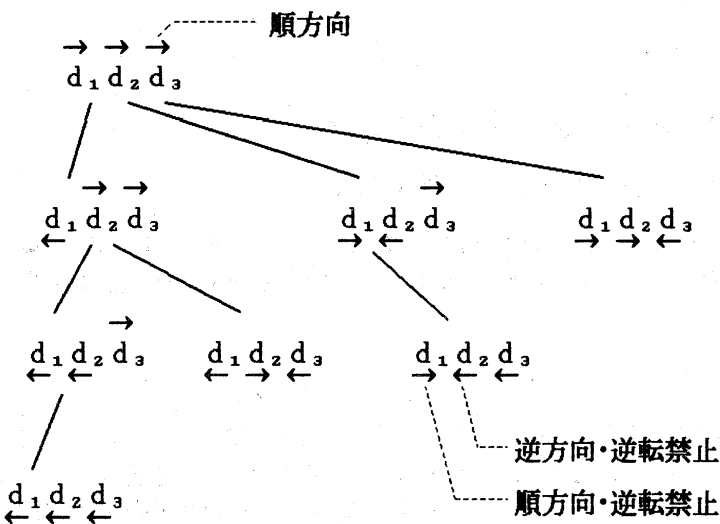 順方向
→ → →
d₁d₂d₃
→ →
d₁d₂d₃
←
→
d₁d₂d₃
→ ←
d₁d₂d₃
→ → ←
→
d₁d₂d₃
← ←
d₁d₂d₃
← → ←
d₁d₂d₃
→ ← ←
逆方向・逆転禁止
順方向・逆転禁止
d₁d₂d₃
← ← ←